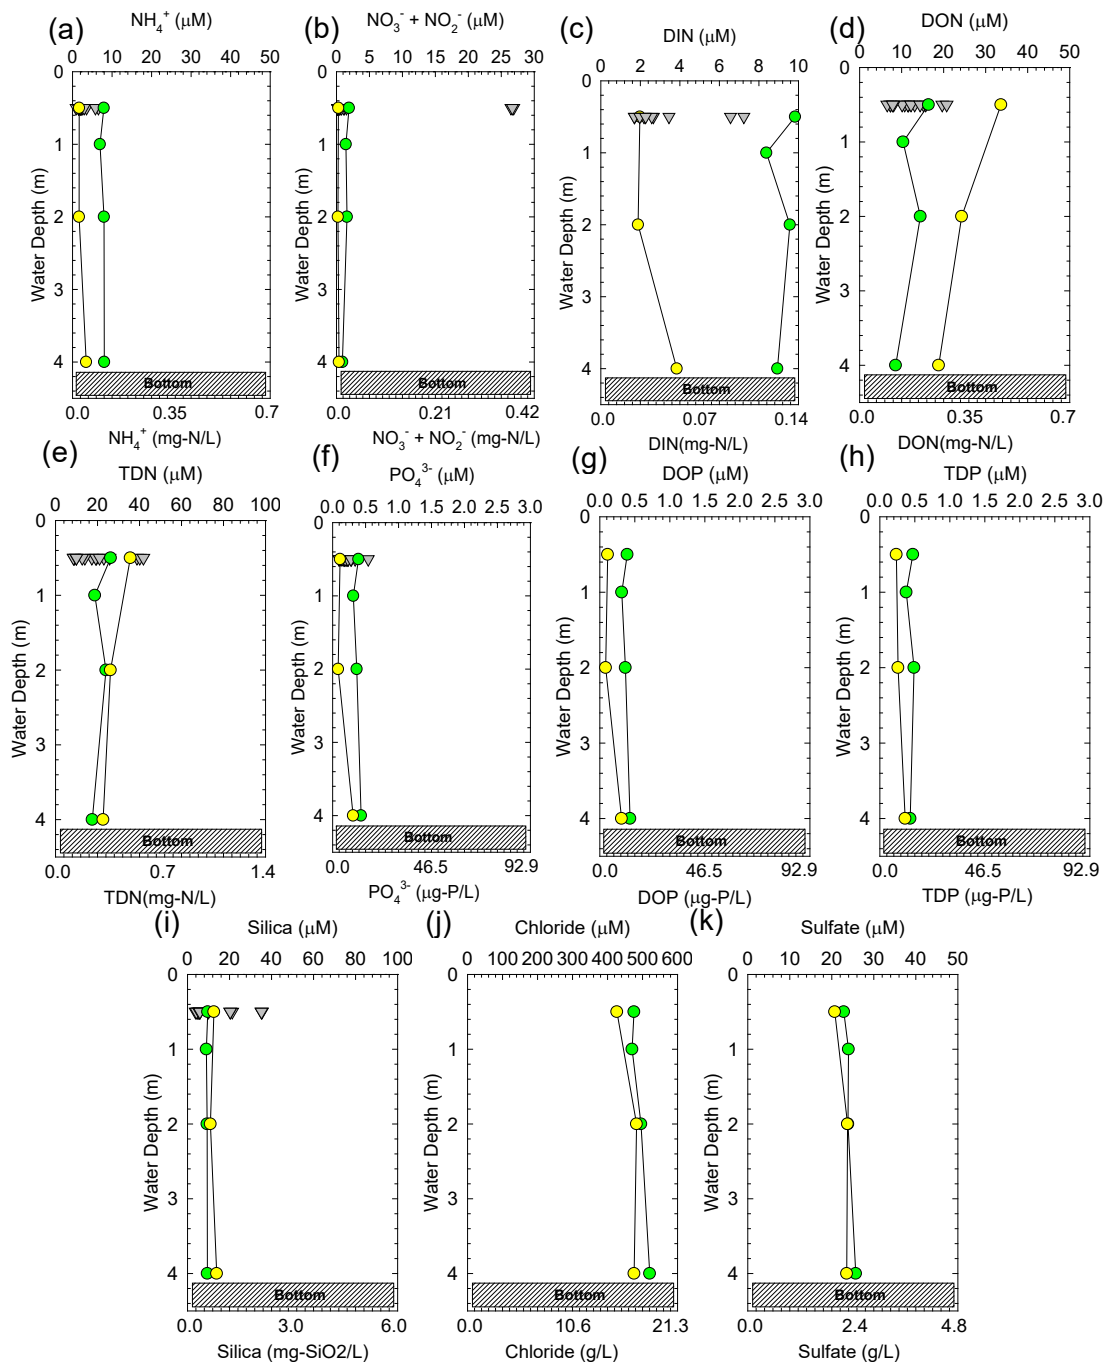 (a) NH₄⁺ (μM)
0 10 20 30 40 50
0
1
2
3
4
Water Depth (m)
Bottom
0.0 0.35 0.7
NH₄⁺ (mg-N/L)
(b) NO₃⁻ + NO₂⁻ (μM)
0 5 10 15 20 25 30
0
1
2
3
4
Water Depth (m)
Bottom
0.0 0.21 0.42
NO₃⁻ + NO₂⁻ (mg-N/L)
(c) DIN (μM)
0 2 4 6 8 10
0
1
2
3
4
Water Depth (m)
Bottom
0.0 0.07 0.14
DIN(mg-N/L)
(d) DON (μM)
0 10 20 30 40 50
0
1
2
3
4
Water Depth (m)
Bottom
0.0 0.35 0.7
DON(mg-N/L)
(e) TDN (μM)
0 20 40 60 80 100
0
1
2
3
4
Water Depth (m)
Bottom
0.0 0.7 1.4
TDN(mg-N/L)
(f) PO₄³⁻ (μM)
0.0 0.5 1.0 1.5 2.0 2.5 3.0
0
1
2
3
4
Water Depth (m)
Bottom
0.0 46.5 92.9
PO₄³⁻ (μg-P/L)
(g) DOP (μM)
0.0 0.5 1.0 1.5 2.0 2.5 3.0
0
1
2
3
4
Water Depth (m)
Bottom
0.0 46.5 92.9
DOP (μg-P/L)
(h) TDP (μM)
0.0 0.5 1.0 1.5 2.0 2.5 3.0
0
1
2
3
4
Water Depth (m)
Bottom
0.0 46.5 92.9
TDP (μg-P/L)
(i) Silica (μM)
0 20 40 60 80 100
0
1
2
3
4
Water Depth (m)
Bottom
0.0 3.0 6.0
Silica (mg-SiO2/L)
(j) Chloride (μM)
0 100 200 300 400 500 600
0
1
2
3
4
Water Depth (m)
Bottom
0.0 10.6 21.3
Chloride (g/L)
(k) Sulfate (μM)
0 10 20 30 40 50
0
1
2
3
4
Water Depth (m)
Bottom
0.0 2.4 4.8
Sulfate (g/L)